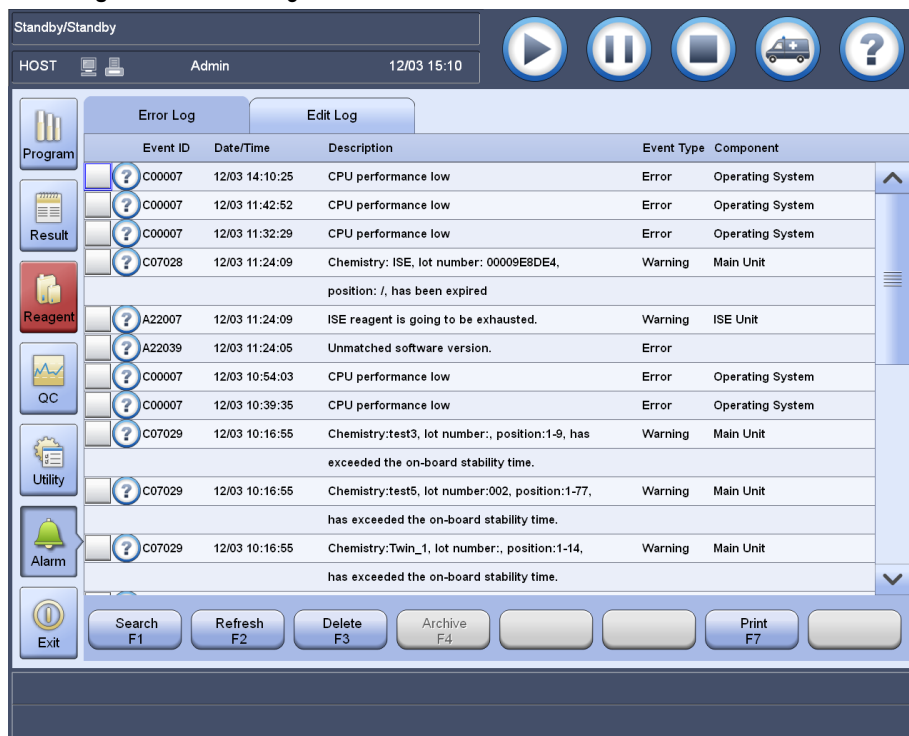 Standby/Standby
HOST Admin 12/03 15:10
?
Error Log Edit Log
Event ID Date/Time Description Event Type Component
? C00007 12/03 14:10:25 CPU performance low Error Operating System
? C00007 12/03 11:42:52 CPU performance low Error Operating System
? C00007 12/03 11:32:29 CPU performance low Error Operating System
? C07028 12/03 11:24:09 Chemistry: ISE, lot number: 00009E8DE4, Warning Main Unit
position: /, has been expired
? A22007 12/03 11:24:09 ISE reagent is going to be exhausted. Warning ISE Unit
? A22039 12/03 11:24:05 Unmatched software version. Error
? C00007 12/03 10:54:03 CPU performance low Error Operating System
? C00007 12/03 10:39:35 CPU performance low Error Operating System
? C07029 12/03 10:16:55 Chemistry:test3, lot number:, position:1-9, has Warning Main Unit
exceeded the on-board stability time.
? C07029 12/03 10:16:55 Chemistry:test5, lot number:002, position:1-77, Warning Main Unit
has exceeded the on-board stability time.
? C07029 12/03 10:16:55 Chemistry:Twin_1, lot number:, position:1-14, Warning Main Unit
has exceeded the on-board stability time.
Program
Result
Reagent
QC
Utility
Alarm
Exit
Search F1
Refresh F2
Delete F3
Archive F4
Print F7